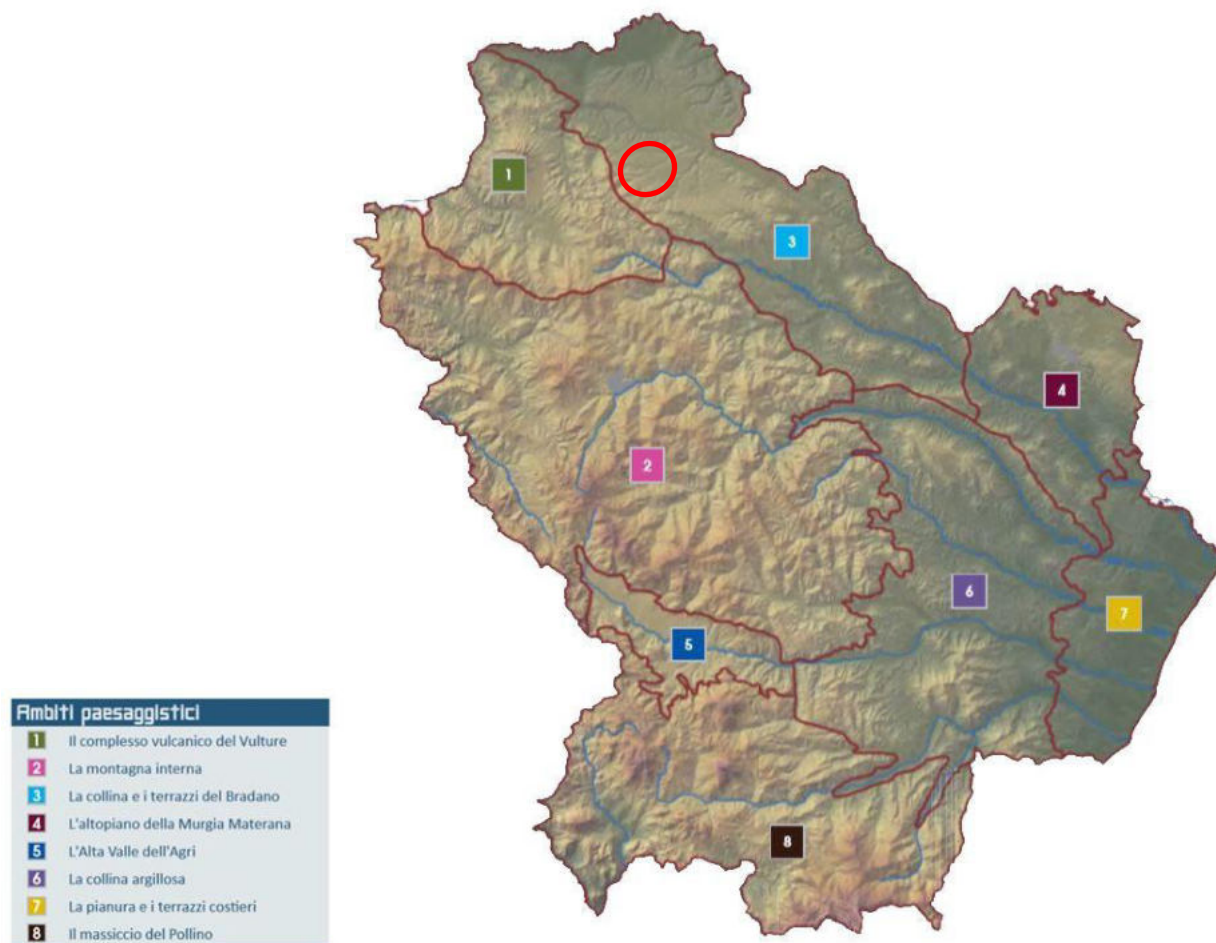 1
3
4
2
6
7
5
8
Ambiti paesaggistici
1 Il complesso vulcanico del Vulture
2 La montagna interna
3 La collina e i terrazzi del Bradano
4 L'altopiano della Murgia Materana
5 L'Alta Valle dell'Agri
6 La collina argillosa
7 La pianura e i terrazzi costieri
8 Il massiccio del Pollino